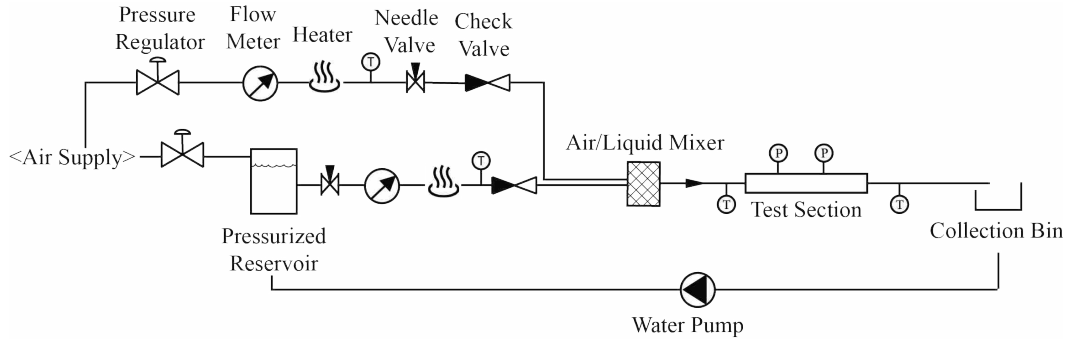 Pressure
Regulator
Flow
Meter
Heater
Needle
Valve
Check
Valve
T
<Air Supply>
Air/Liquid Mixer
T
P
P
T
T
Test Section
Collection Bin
Pressurized
Reservoir
Water Pump